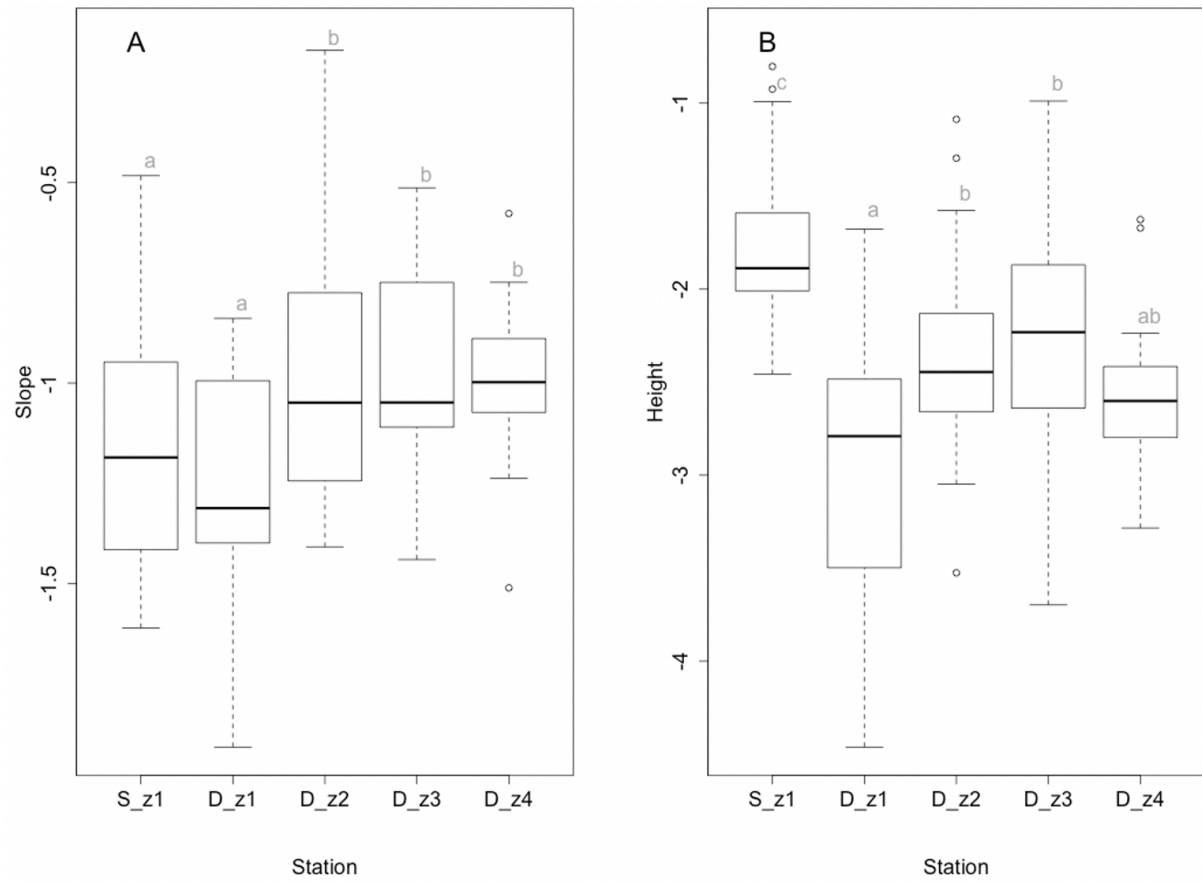 A
Slope
-0.5
-1
-1.5
a
a
b
b
b
S_z1
D_z1
D_z2
D_z3
D_z4
Station
B
Height
-1
-2
-3
-4
c
a
b
b
ab
S_z1
D_z1
D_z2
D_z3
D_z4
Station